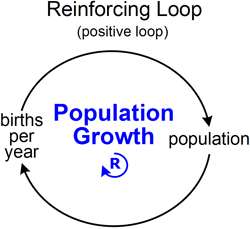 Reinforcing Loop
(positive loop)
births
per
year
Population
Growth
population
R